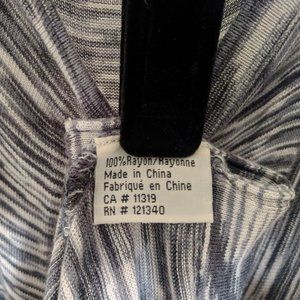 100%Rayon/Rayonne
Made in China
Fabriqué en Chine
CA # 11319
RN # 121340